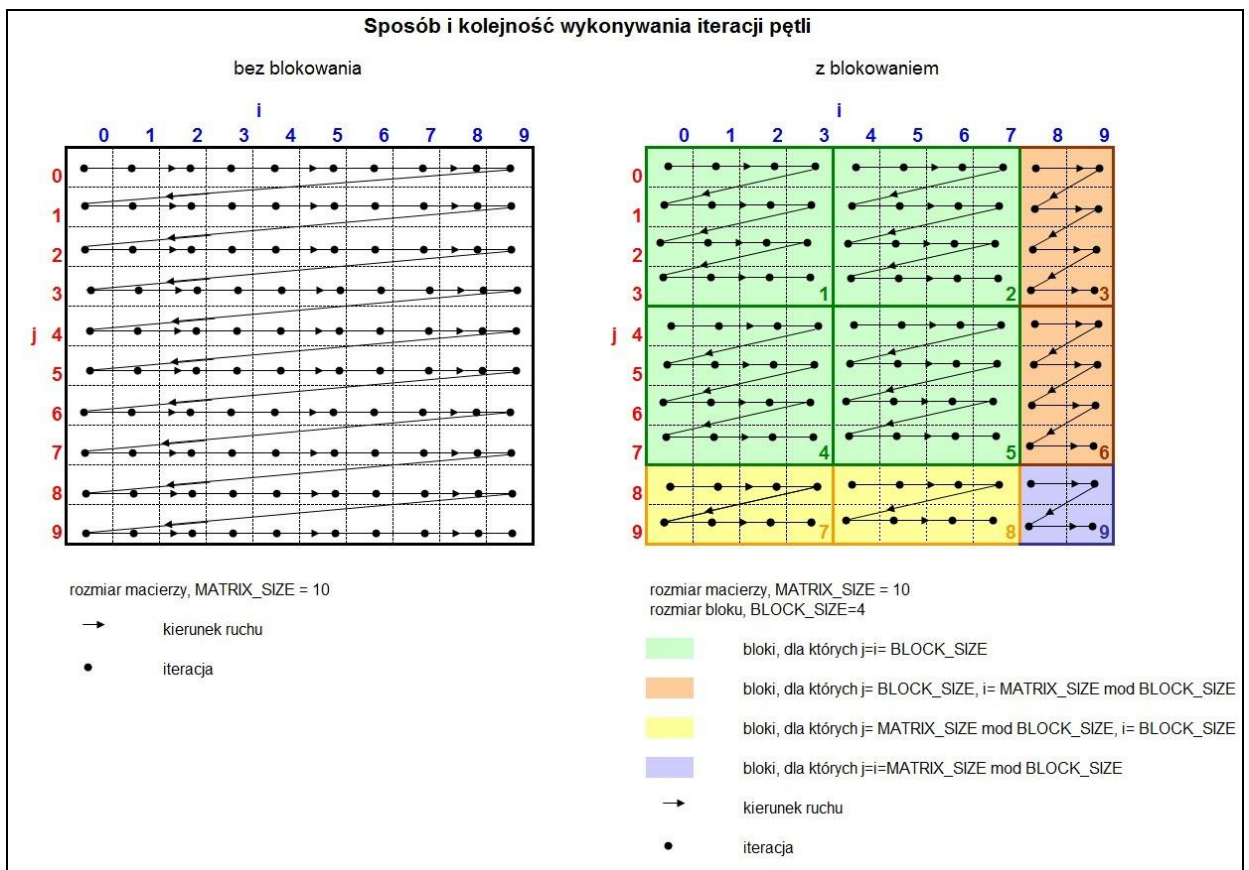 Sposób i kolejność wykonywania iteracji pętli
bez blokowania
i
0 1 2 3 4 5 6 7 8 9
0
1
2
3
j 4
5
6
7
8
9
rozmiar macierzy, MATRIX_SIZE = 10
kierunek ruchu
iteracja
z blokowaniem
i
0 1 2 3 4 5 6 7 8 9
0
1
2
3 1 2 3
j 4
5
6
7 4 5 6
8
9 7 8 9
rozmiar macierzy, MATRIX_SIZE = 10
rozmiar bloku, BLOCK_SIZE=4
bloki, dla których j=i= BLOCK_SIZE
bloki, dla których j= BLOCK_SIZE, i= MATRIX_SIZE mod BLOCK_SIZE
bloki, dla których j= MATRIX_SIZE mod BLOCK_SIZE, i= BLOCK_SIZE
bloki, dla których j=i=MATRIX_SIZE mod BLOCK_SIZE
kierunek ruchu
iteracja